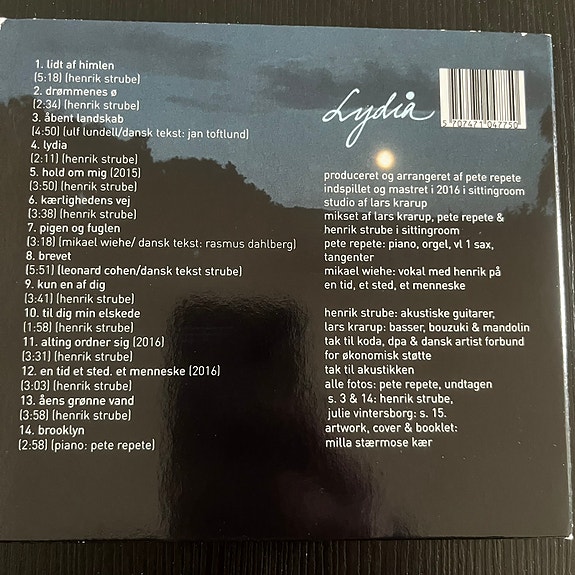 1. lidt af himlen
(5:18) (henrik strube)
2. drømmenes ø
(2:34) (henrik strube)
3. åbent landskab
(4:50) (ulf lundell/dansk tekst: jan toftlund)
4. lydia
(2:11) (henrik strube)
5. hold om mig (2015)
(3:50) (henrik strube)
6. kærlighedens vej
(3:38) (henrik strube)
7. pigen og fuglen
(3:18) (mikael wiehe/ dansk tekst: rasmus dahlberg)
8. brevet
(5:51) (leonard cohen/dansk tekst strube)
9. kun en af dig
(3:41) (henrik strube)
10. til dig min elskede
(1:58) (henrik strube)
11. alting ordner sig (2016)
(3:31) (henrik strube)
12. en tid et sted. et menneske (2016)
(3:03) (henrik strube)
13. åens grønne vand
(3:58) (henrik strube)
14. brooklyn
(2:58) (piano: pete repete)
Lydia
5 707471 047750
produceret og arrangeret af pete repete
indspillet og mastret i 2016 i sittingroom
studio af lars krarup
mikset af lars krarup, pete repete &
henrik strube i sittingroom
pete repete: piano, orgel, vl 1 sax,
tangenter
mikael wiehe: vokal med henrik på
en tid, et sted, et menneske
henrik strube: akustiske guitarer,
lars krarup: basser, bouzuki & mandolin
tak til koda, dpa & dansk artist forbund
for økonomisk støtte
tak til akustikken
alle fotos: pete repete, undtagen
s. 3 & 14: henrik strube,
julie vintersborg: s. 15.
artwork, cover & booklet:
milla stærmose kær